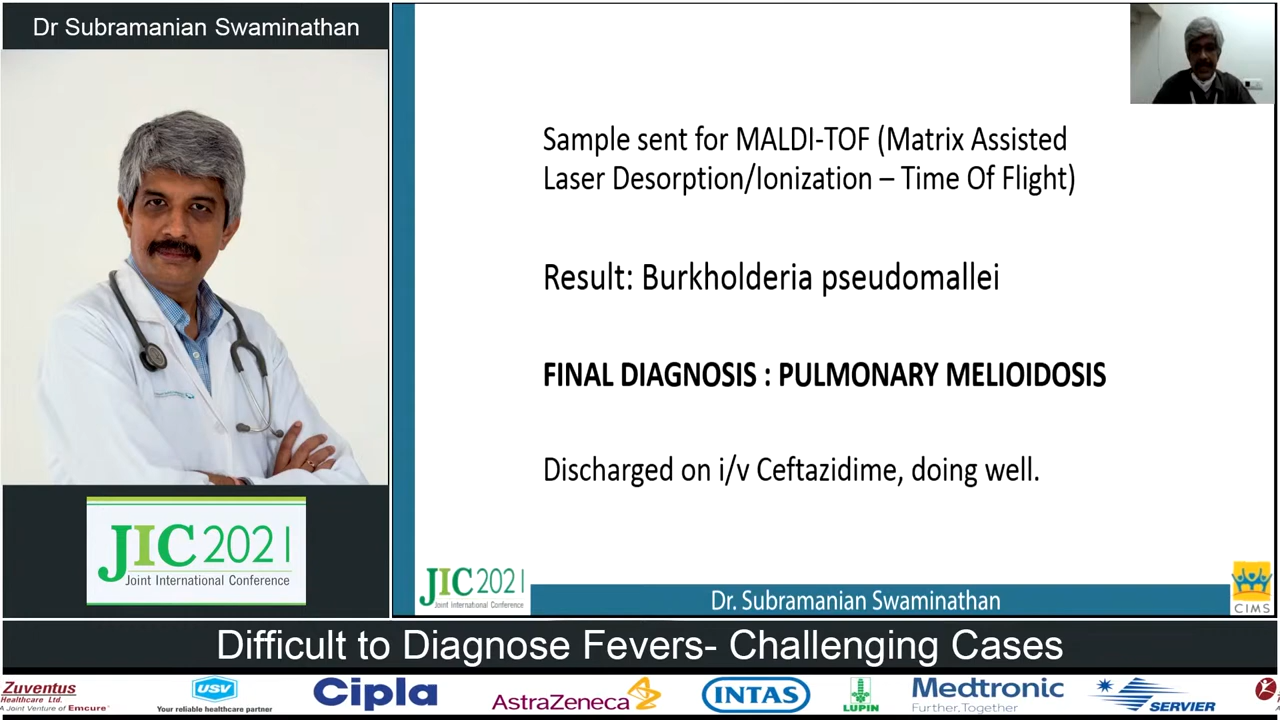 Dr Subramanian Swaminathan
Sample sent for MALDI-TOF (Matrix Assisted
Laser Desorption/Ionization – Time Of Flight)
Result: Burkholderia pseudomallei
FINAL DIAGNOSIS : PULMONARY MELIOIDOSIS
Discharged on i/v Ceftazidime, doing well.
JIC 2021
Joint International Conference
JIC 2021
Joint International Conference
Dr. Subramanian Swaminathan
CIMS
Difficult to Diagnose Fevers- Challenging Cases
Zuventus
Healthcare Ltd.
A Joint Venture of Emcure
USV
Your reliable healthcare partner
Cipla
AstraZeneca
INTAS
LUPIN
Medtronic
Further,Together
SERVIER